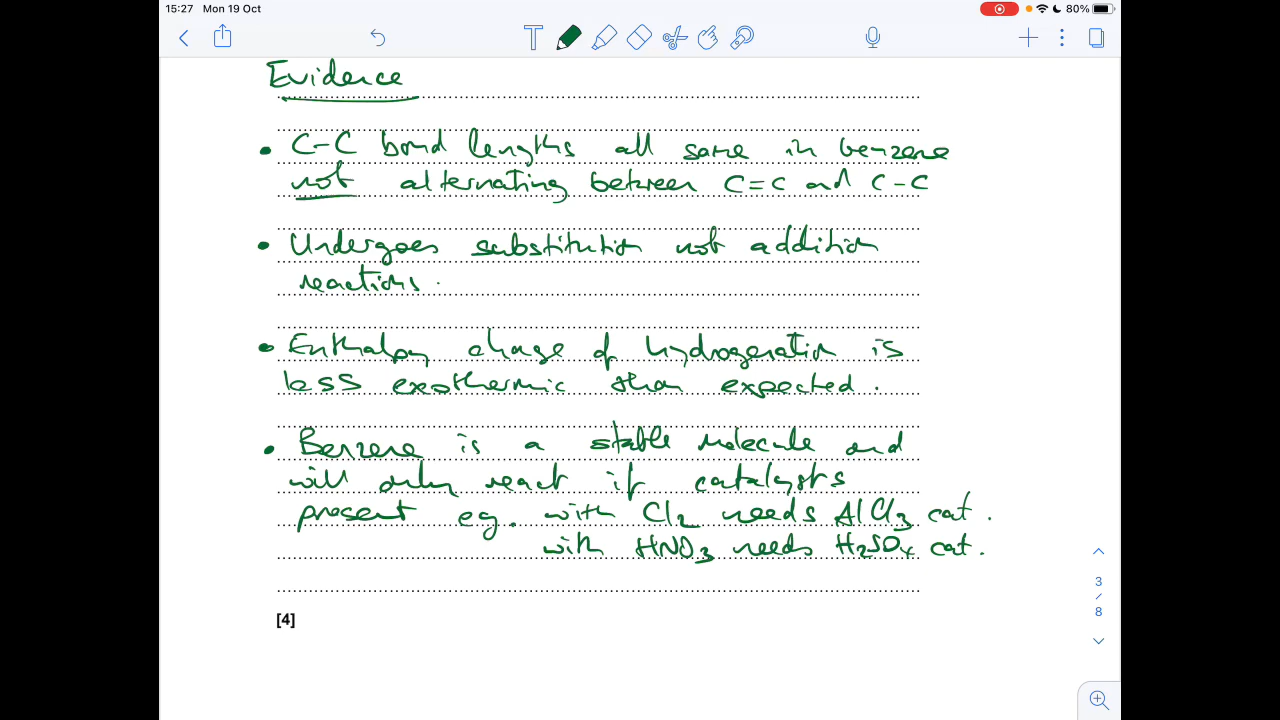 15:27 Mon 19 Oct
80%
T
Evidence
• C-C bond lengths all same in benzene
not alternating between C=C and C-C
• Undergoes substitution not addition
reactions.
• Enthalpy change of hydrogenation is
less exothermic than expected.
• Benzene is a stable molecule and
will only react if catalysts
present eg. with Cl2 needs AlCl3 cat.
with HNO3 needs H2SO4 cat.
3
/
8
[4]